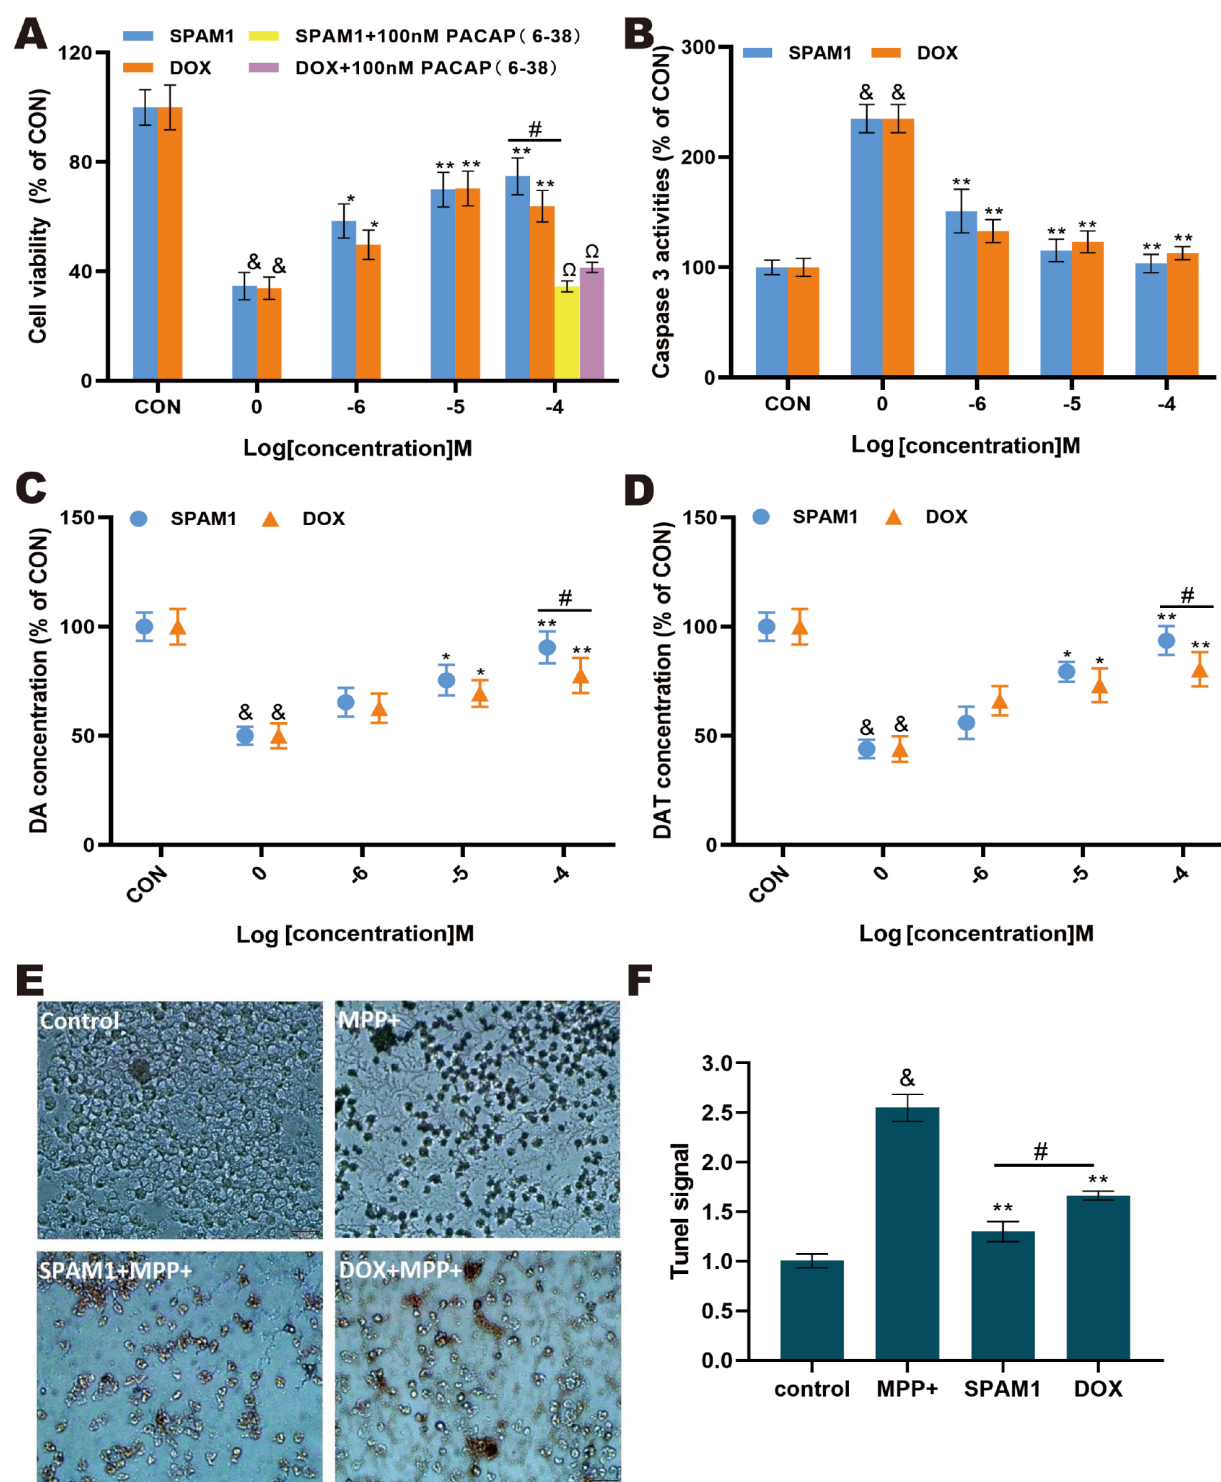 A
SPAM1
SPAM1+100nM PACAP( 6-38)
DOX
DOX+100nM PACAP( 6-38)
Cell viability (% of CON)
120
80
40
0
&
&
*
*
**
**
#
**
**
Ω
Ω
CON
0
-6
-5
-4
Log[concentration]M
B
SPAM1
DOX
Caspase 3 activities (% of CON)
300
200
100
0
&
&
**
**
**
**
**
**
CON
0
-6
-5
-4
Log[concentration]M
C
SPAM1
DOX
DA concentration (% of CON)
150
100
50
0
&
&
*
*
#
**
**
CON
0
-6
-5
-4
Log [concentration]M
D
SPAM1
DOX
DAT concentration (% of CON)
150
100
50
0
&
&
*
*
#
**
**
CON
0
-6
-5
-4
Log [concentration]M
E
Control
MPP+
SPAM1+MPP+
DOX+MPP+
F
Tunel signal
3.0
2.5
2.0
1.5
1.0
0.5
0.0
&
#
**
**
control
MPP+
SPAM1
DOX